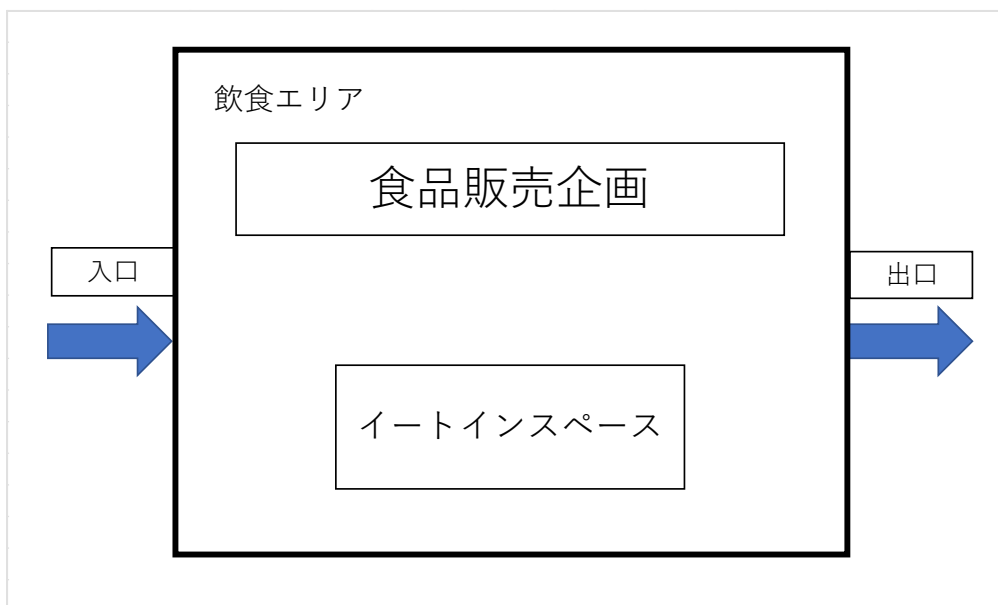 飲食エリア
食品販売企画
入口
出口
イートインスペース